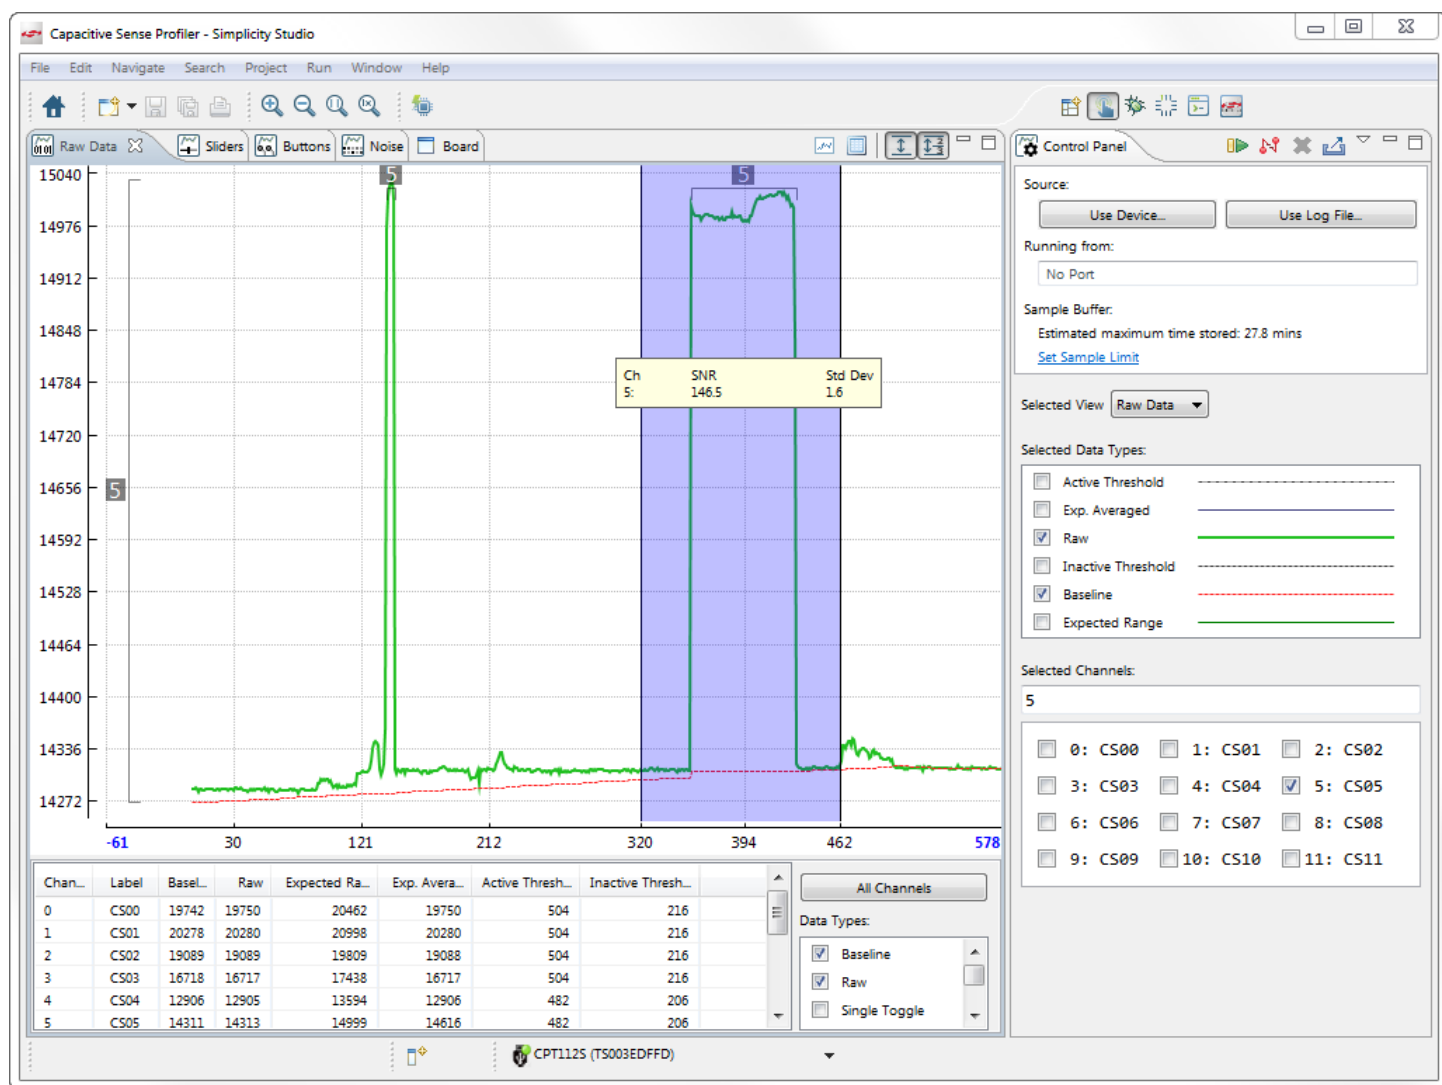 Capacitive Sense Profiler - Simplicity Studio
File Edit Navigate Search Project Run Window Help
Raw Data Sliders Buttons Noise Board
15040
14976
14912
14848
14784
14720
14656
14592
14528
14464
14400
14336
14272
5
5
5
Ch SNR Std Dev
5: 146.5 1.6
-61 30 121 212 320 394 462 578
Chan... Label Basel... Raw Expected Ra... Exp. Avera... Active Thresh... Inactive Thresh...
0 CS00 19742 19750 20462 19750 504 216
1 CS01 20278 20280 20998 20280 504 216
2 CS02 19089 19089 19809 19088 504 216
3 CS03 16718 16717 17438 16717 504 216
4 CS04 12906 12905 13594 12906 482 206
5 CS05 14311 14313 14999 14616 482 206
All Channels
Data Types:
Baseline
Raw
Single Toggle
Control Panel
Source:
Use Device... Use Log File...
Running from:
No Port
Sample Buffer:
Estimated maximum time stored: 27.8 mins
Set Sample Limit
Selected View Raw Data
Selected Data Types:
Active Threshold
Exp. Averaged
Raw
Inactive Threshold
Baseline
Expected Range
Selected Channels:
5
0: CS00 1: CS01 2: CS02
3: CS03 4: CS04 5: CS05
6: CS06 7: CS07 8: CS08
9: CS09 10: CS10 11: CS11
CPT112S (TS003EDFFD)